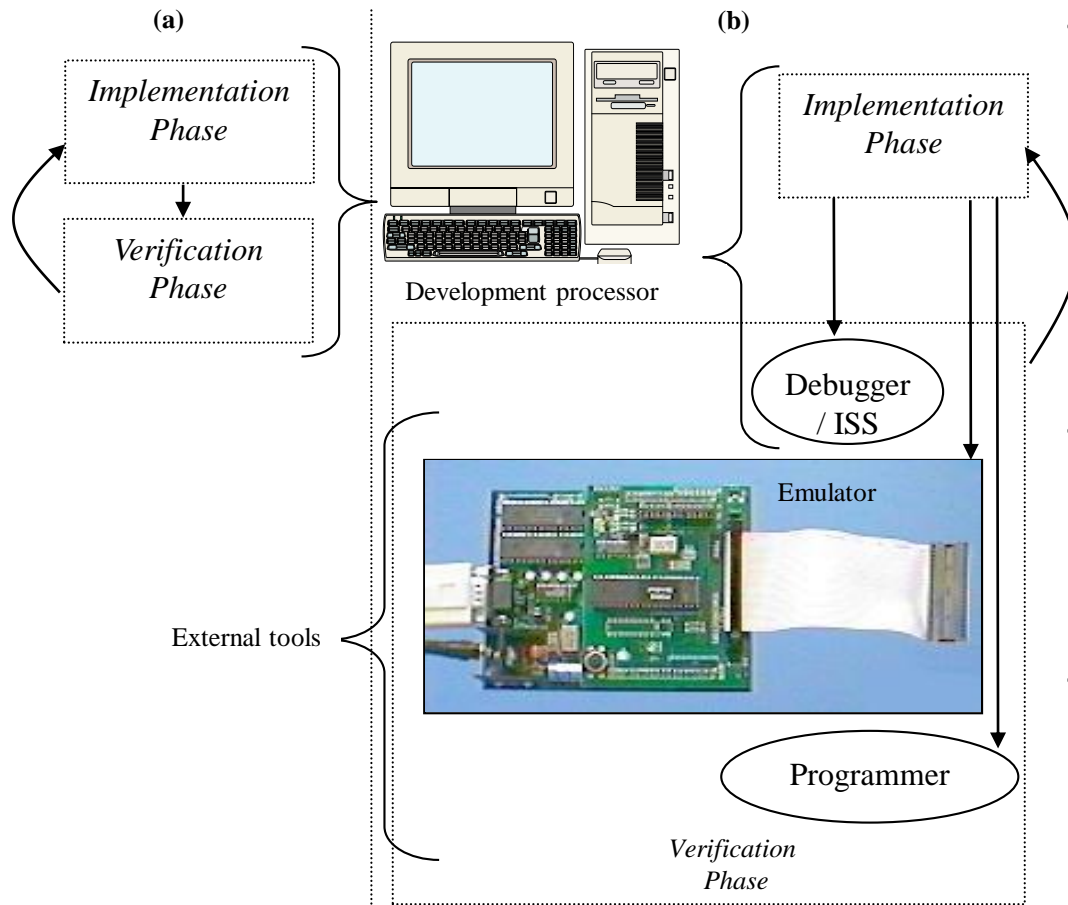 (a)
Implementation
Phase
Verification
Phase
(b)
Development processor
Implementation
Phase
Debugger
/ ISS
Emulator
External tools
Programmer
Verification
Phase